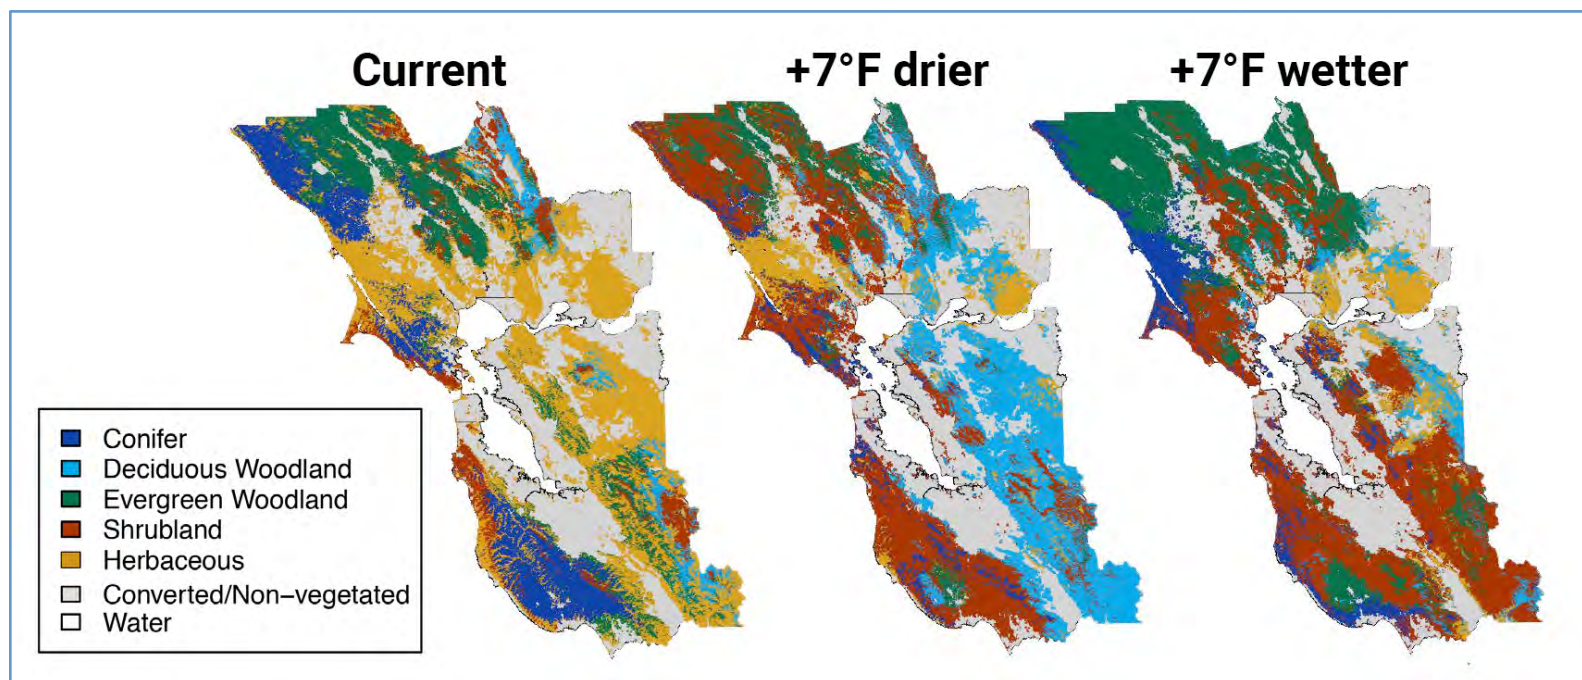 Current
+7°F drier
+7°F wetter
Conifer
Deciduous Woodland
Evergreen Woodland
Shrubland
Herbaceous
Converted/Non−vegetated
Water